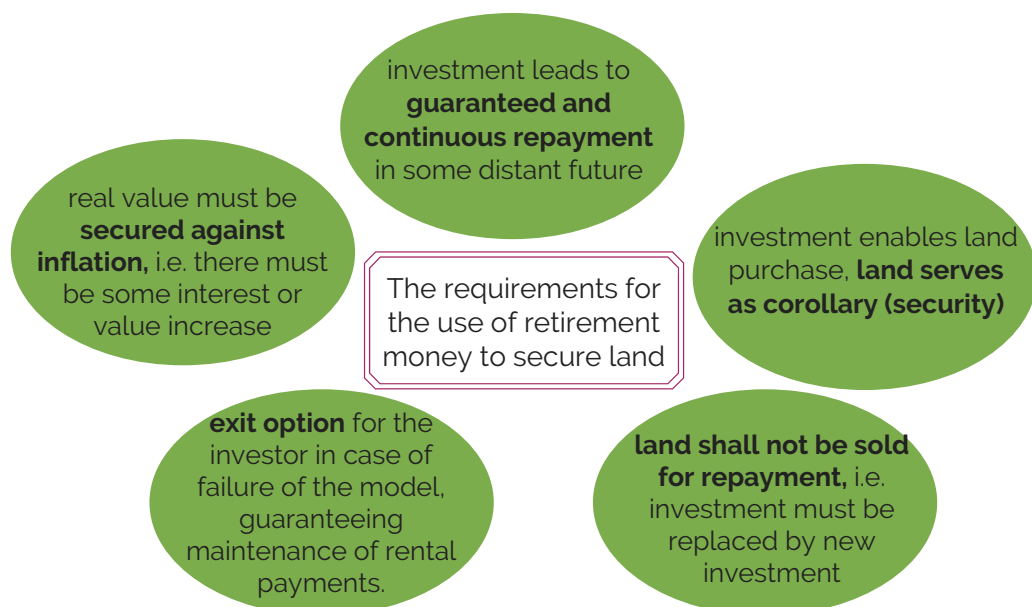 investment leads to
guaranteed and
continuous repayment
in some distant future
real value must be
secured against
inflation, i.e. there must
be some interest or
value increase
investment enables land
purchase, land serves
as corollary (security)
The requirements for
the use of retirement
money to secure land
exit option for the
investor in case of
failure of the model,
guaranteeing
maintenance of rental
payments.
land shall not be sold
for repayment, i.e.
investment must be
replaced by new
investment